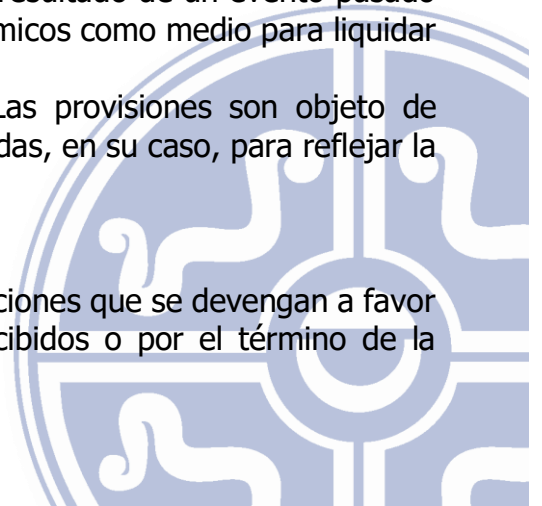 resultado de un evento pasado
micos como medio para liquidar
Las provisiones son objeto de
das, en su caso, para reflejar la
ciones que se devengan a favor
cibidos o por el término de la